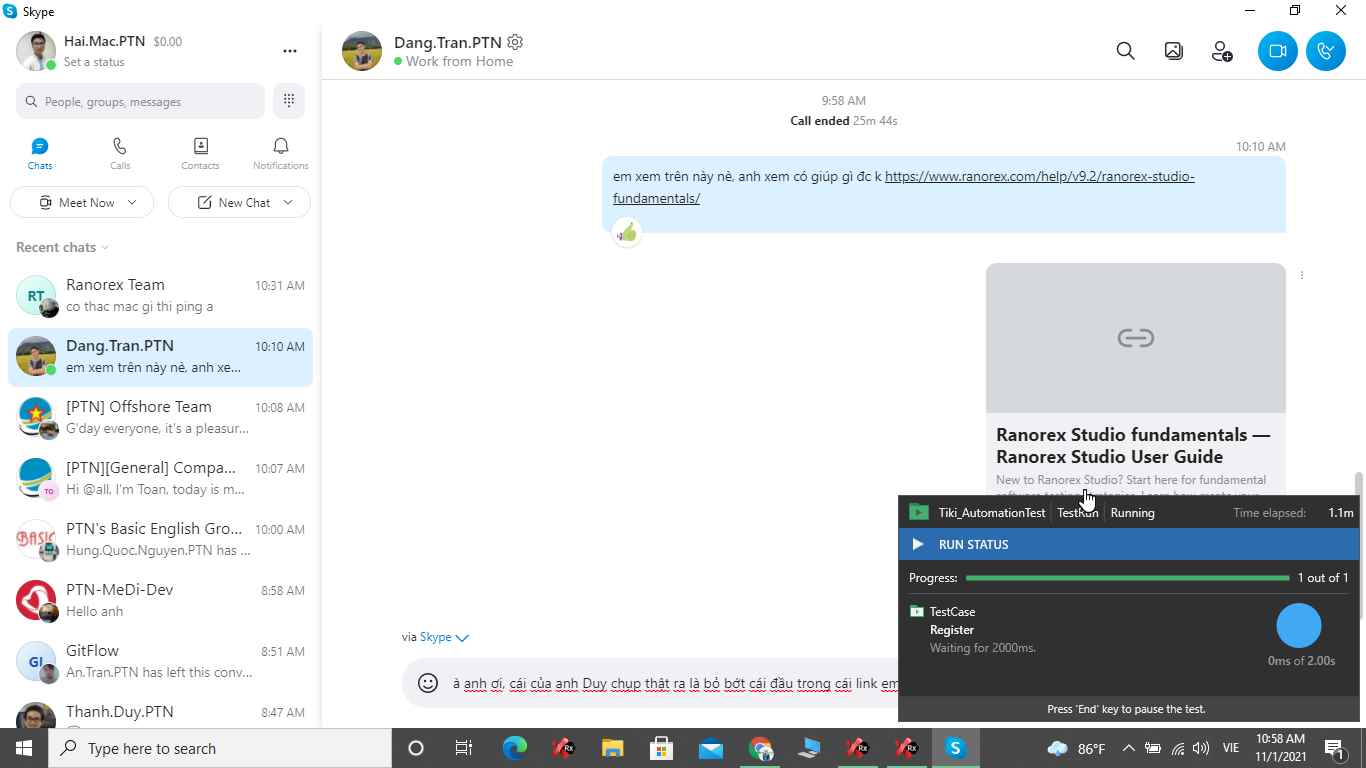 Skype
Hai.Mac.PTN $0.00
Set a status
People, groups, messages
Chats
Calls
Contacts
Notifications
Meet Now
New Chat
Recent chats
RT
Ranorex Team 10:31 AM
co thac mac gi thi ping a
Dang.Tran.PTN 10:10 AM
em xem trên này nè, anh xe...
[PTN] Offshore Team 10:08 AM
G'day everyone, it's a pleasur...
[PTN][General] Compa... 10:07 AM
TO
Hi @all, I'm Toan, today is m...
BASIC
PTN's Basic English Gro... 10:00 AM
Hung.Quoc.Nguyen.PTN has ...
PTN-MeDi-Dev 8:58 AM
Hello anh
GI
GitFlow 8:51 AM
An.Tran.PTN has left this conv...
Thanh.Duy.PTN 8:47 AM
Dang.Tran.PTN
Work from Home
9:58 AM
Call ended 25m 44s
10:10 AM
em xem trên này nè, anh xem có giúp gì đc k https://www.ranorex.com/help/v9.2/ranorex-studio-
fundamentals/
Ranorex Studio fundamentals —
Ranorex Studio User Guide
New to Ranorex Studio? Start here for fundamental
via Skype
à anh ơi, cái của anh Duy chụp thật ra là bỏ bớt cái đầu trong cái link em
Tiki_AutomationTest TestRun Running Time elapsed: 1.1m
RUN STATUS
Progress: 1 out of 1
TestCase
Register
Waiting for 2000ms.
0ms of 2.00s
Press 'End' key to pause the test.
Type here to search
Rx
Rx
Rx
86°F
VIE
10:58 AM
11/1/2021
1